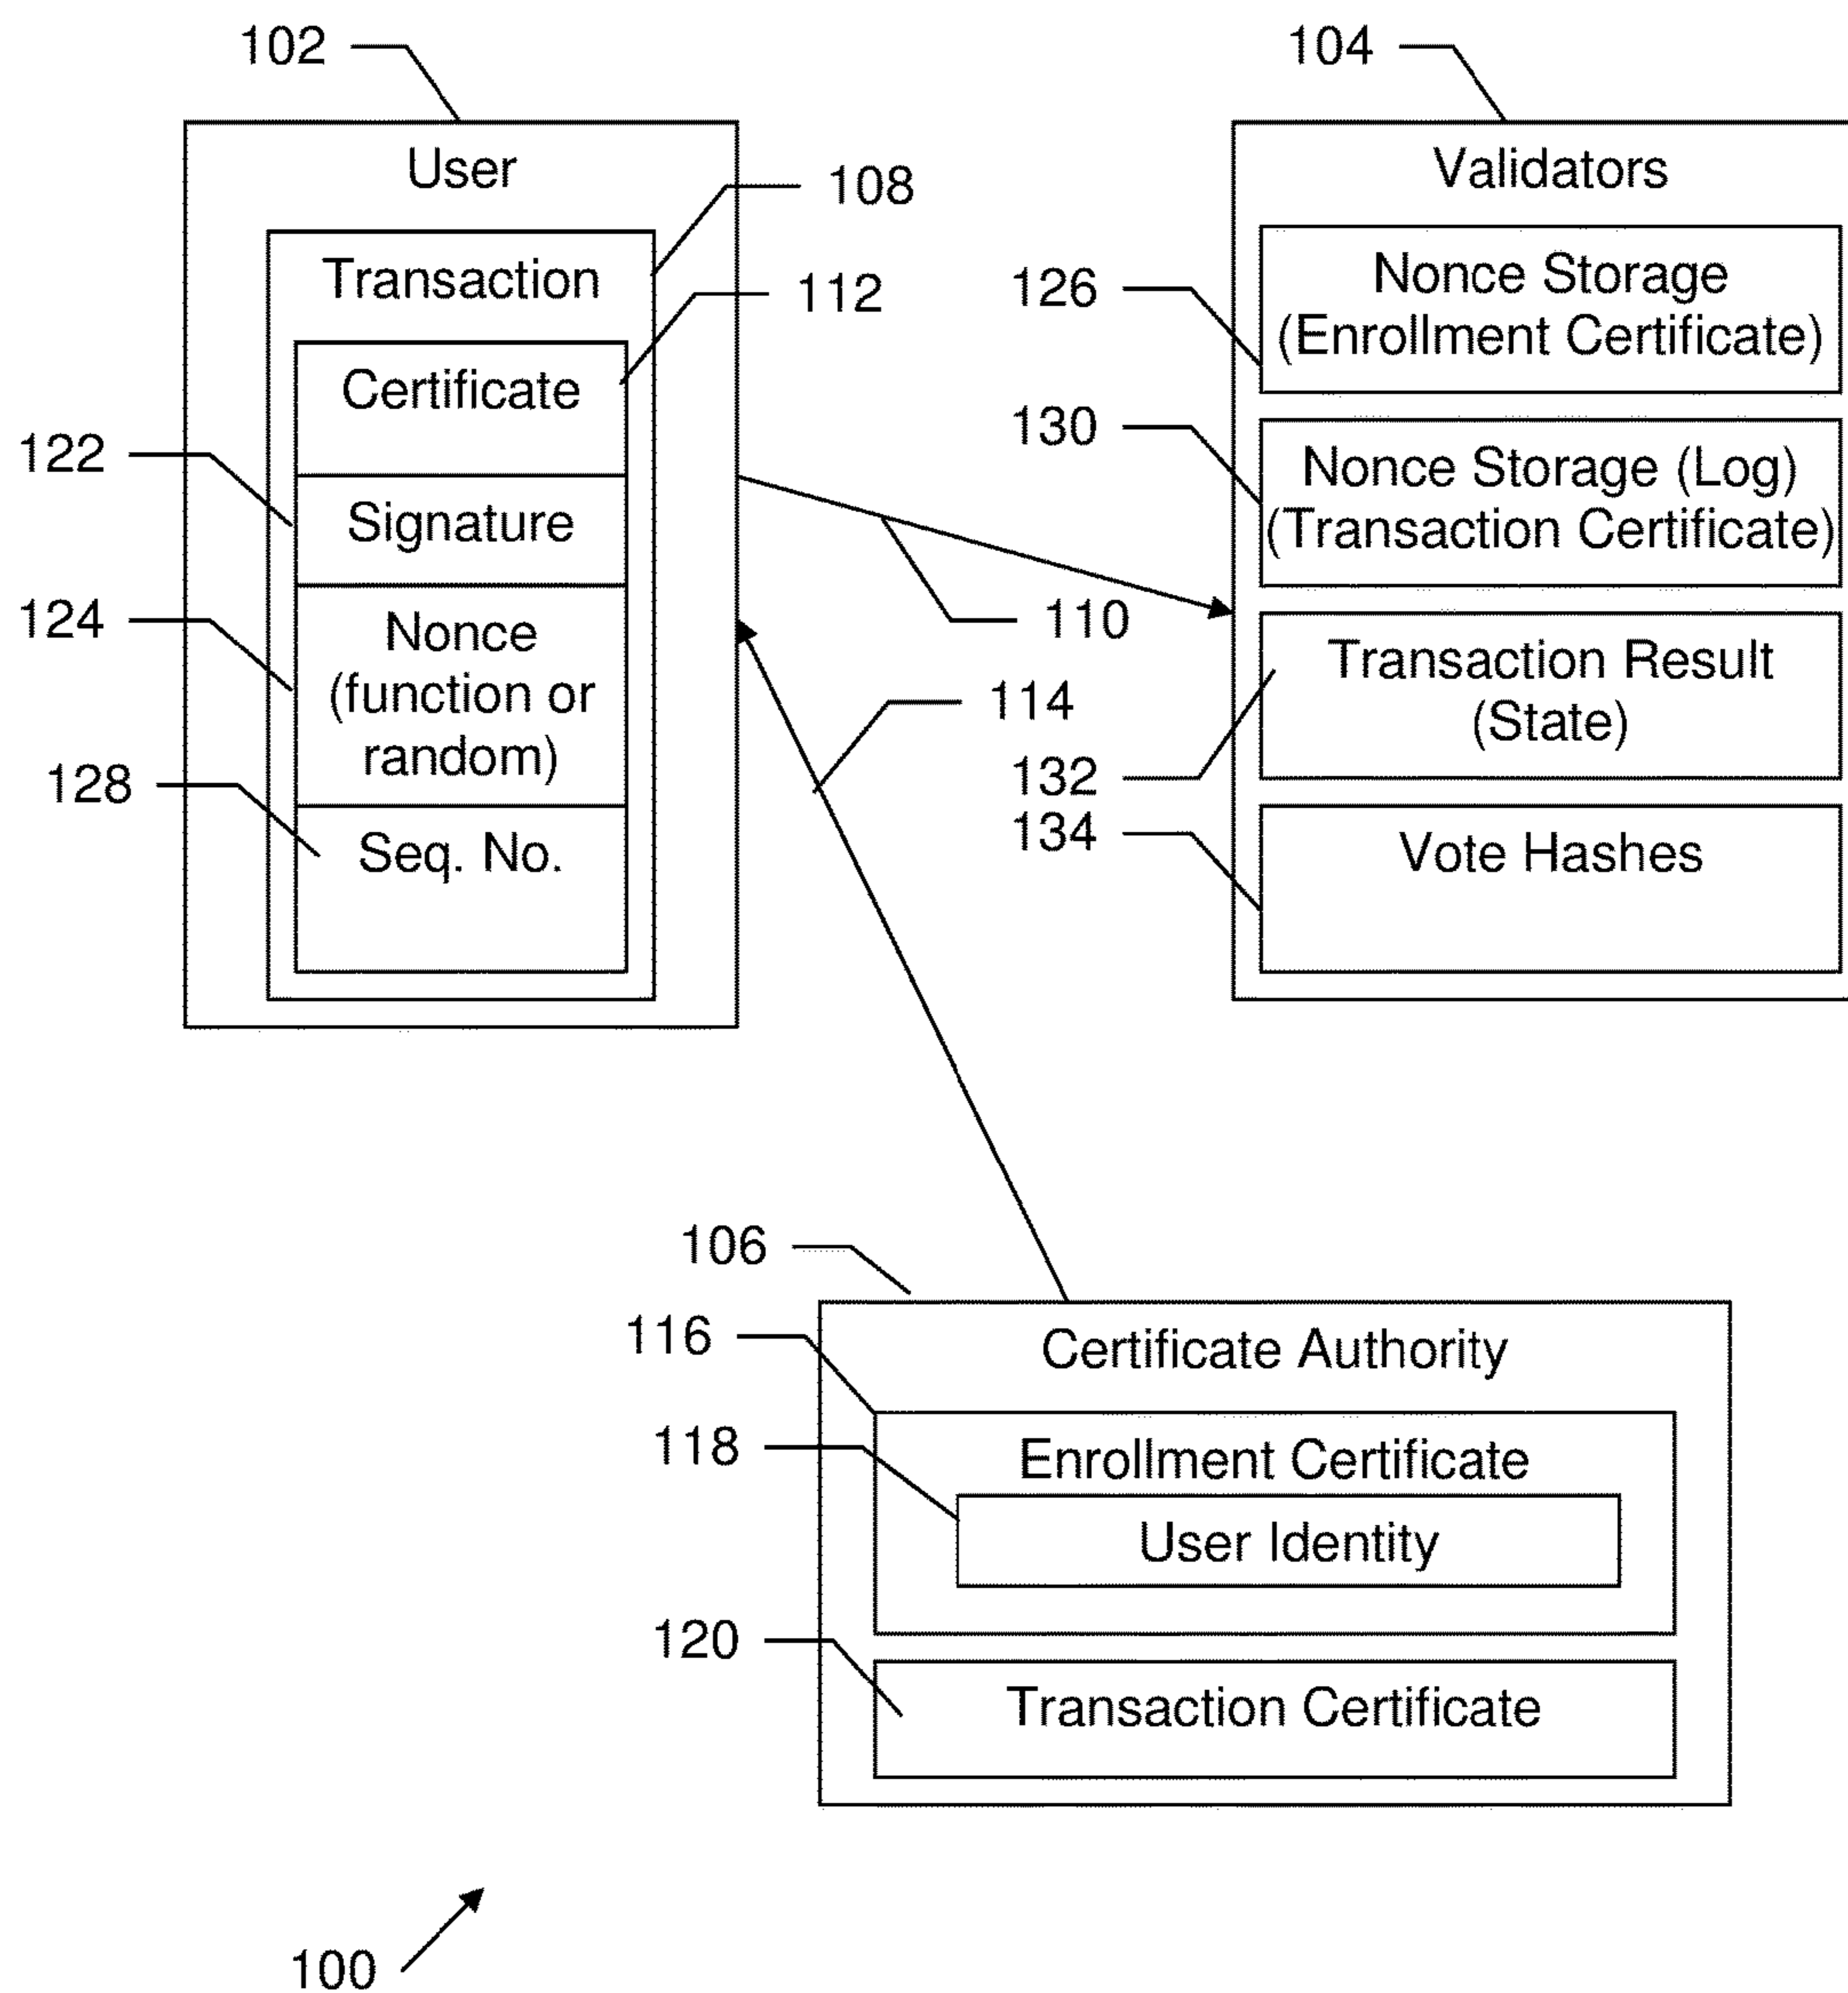 102
104
User
108
Transaction
112
Certificate
122
Signature
124
Nonce
(function or
random)
128
Seq. No.
110
114
Validators
126
Nonce Storage
(Enrollment Certificate)
130
Nonce Storage (Log)
(Transaction Certificate)
132
Transaction Result
(State)
134
Vote Hashes
106
Certificate Authority
116
Enrollment Certificate
118
User Identity
120
Transaction Certificate
100